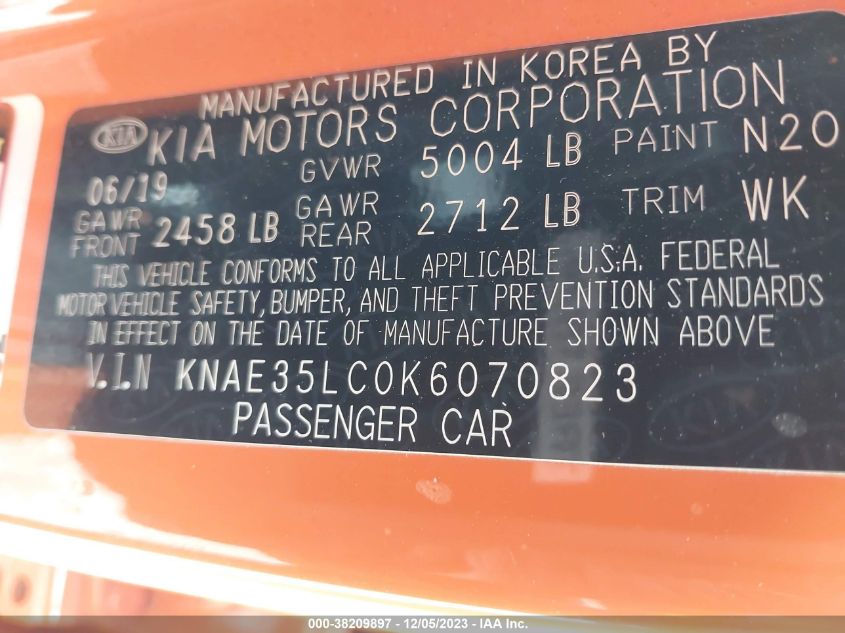 MANUFACTURED IN KOREA BY
KIA KIA MOTORS CORPORATION
06/19 GVWR 5004 LB PAINT N20
GAWR FRONT 2458 LB GAWR REAR 2712 LB TRIM WK
THIS VEHICLE CONFORMS TO ALL APPLICABLE U.S.A. FEDERAL
MOTOR VEHICLE SAFETY, BUMPER, AND THEFT PREVENTION STANDARDS
IN EFFECT ON THE DATE OF MANUFACTURE SHOWN ABOVE
V.I.N KNAE35LC0K6070823
PASSENGER CAR
000-38209897 - 12/05/2023 - IAA Inc.